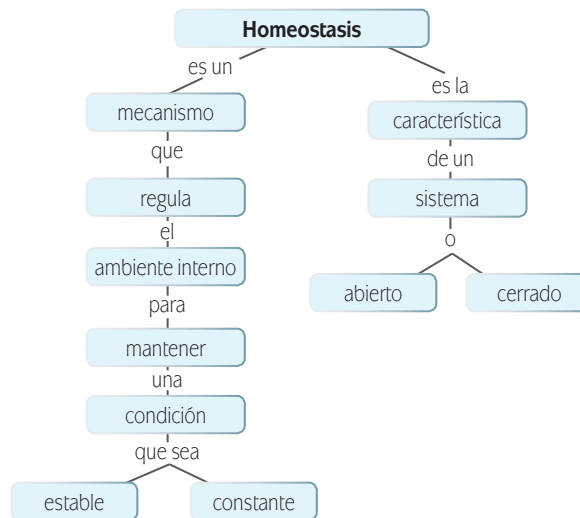 Homeostasis
es un
mecanismo
que
regula
el
ambiente interno
para
mantener
una
condición
que sea
estable
constante
es la
característica
de un
sistema
o
abierto
cerrado